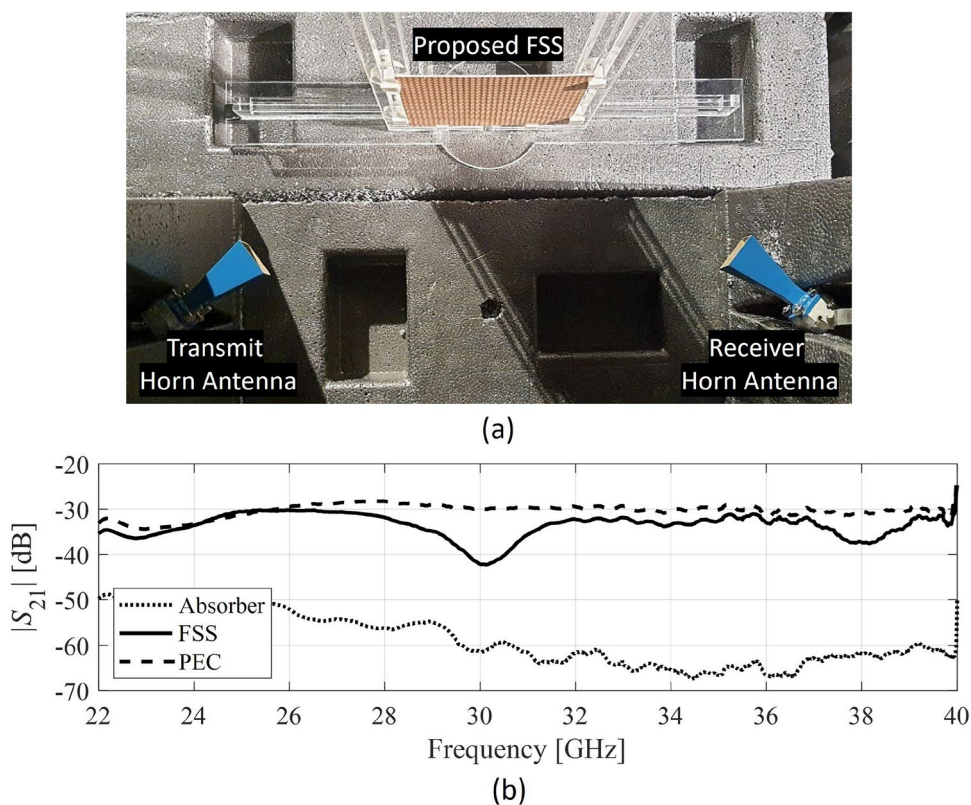 Proposed FSS
Transmit
Horn Antenna
Receiver
Horn Antenna
(a)
-20
-30
-40
-50
-60
-70
|S21| [dB]
Absorber
FSS
PEC
22 24 26 28 30 32 34 36 38 40
Frequency [GHz]
(b)